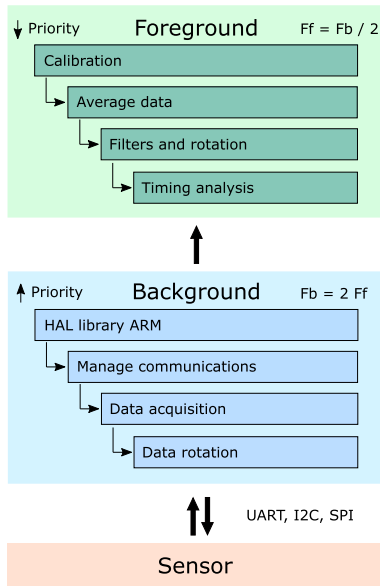 Priority Foreground Ff = Fb / 2
Calibration
Average data
Filters and rotation
Timing analysis
Priority Background Fb = 2 Ff
HAL library ARM
Manage communications
Data acquisition
Data rotation
UART, I2C, SPI
Sensor